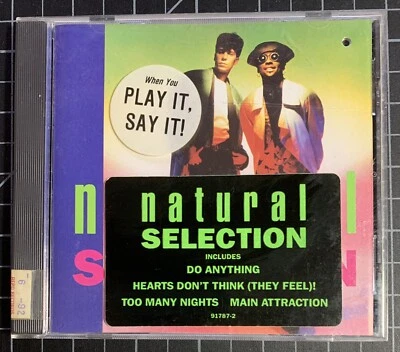 When You
PLAY IT,
SAY IT!
n l
natural
SELECTION
S N
INCLUDES
DO ANYTHING
HEARTS DON'T THINK (THEY FEEL)!
TOO MANY NIGHTS MAIN ATTRACTION
91787-2